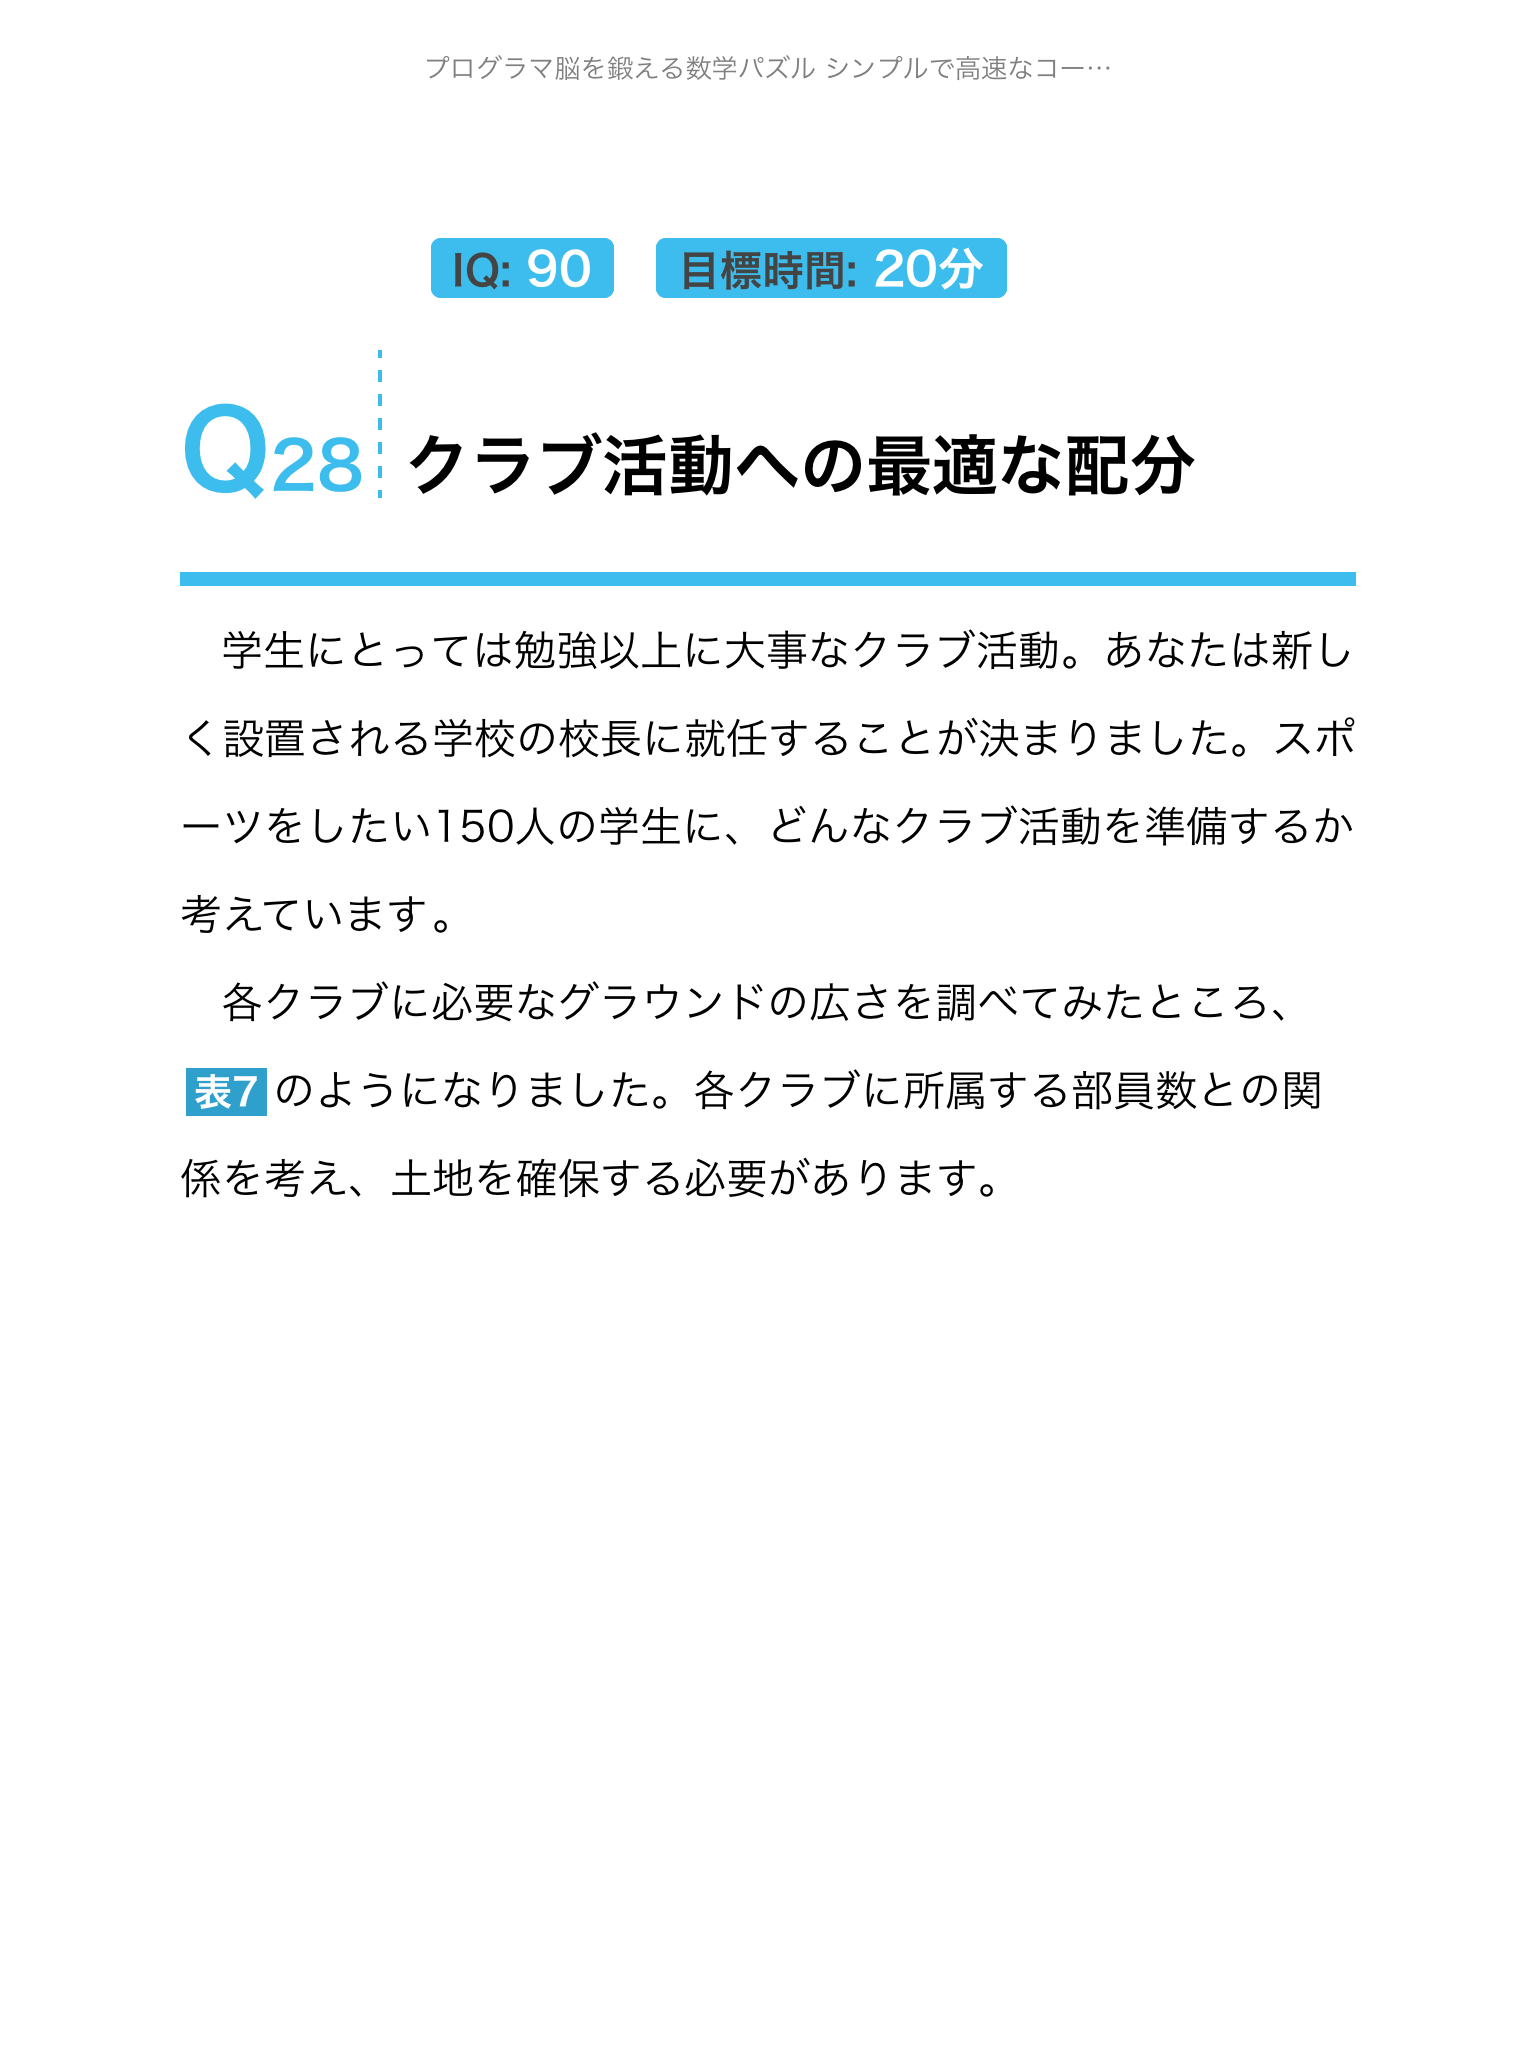 プログラマ脳を鍛える数学パズル シンプルで高速なコー…
IQ: 90 目標時間: 20分
Q28 クラブ活動への最適な配分
学生にとっては勉強以上に大事なクラブ活動。あなたは新し
く設置される学校の校長に就任することが決まりました。スポ
ーツをしたい150人の学生に、どんなクラブ活動を準備するか
考えています。
各クラブに必要なグラウンドの広さを調べてみたところ、
表7 のようになりました。各クラブに所属する部員数との関
係を考え、土地を確保する必要があります。